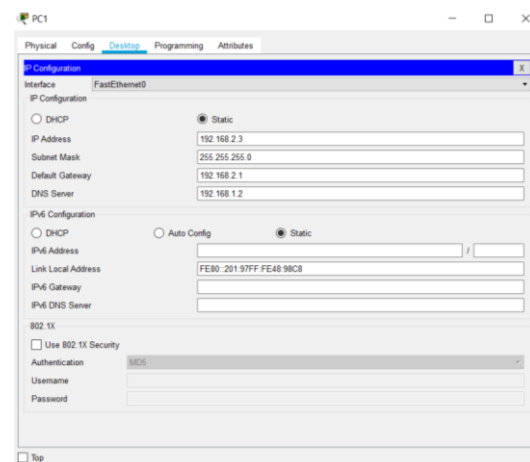 PC1
Physical Config Desktop Programming Attributes
IP Configuration X
Interface FastEthernet0
IP Configuration
DHCP Static
IP Address 192.168.2.3
Subnet Mask 255.255.255.0
Default Gateway 192.168.2.1
DNS Server 192.168.1.2
IPv6 Configuration
DHCP Auto Config Static
IPv6 Address /
Link Local Address FE80::201:97FF:FE48:98C8
IPv6 Gateway
IPv6 DNS Server
802.1X
Use 802.1X Security
Authentication MD5
Username
Password
Top